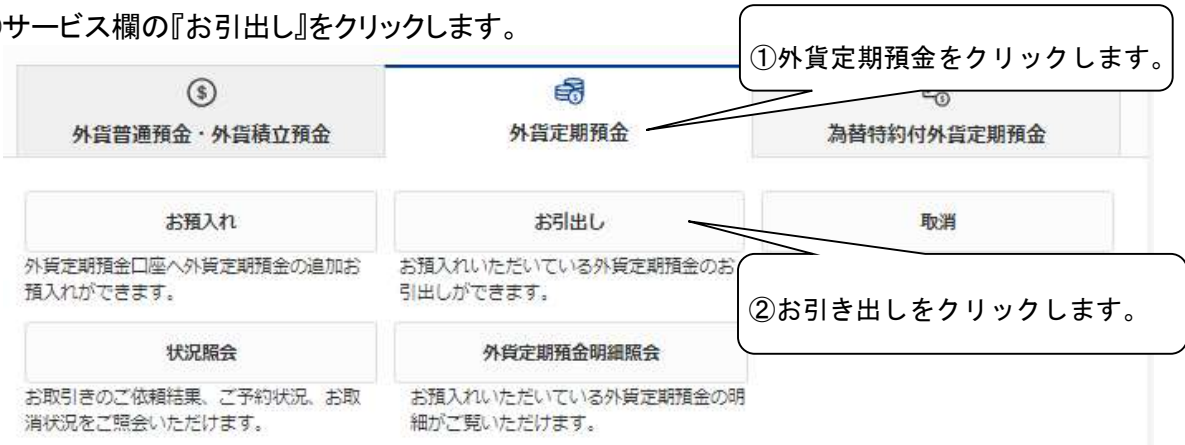 サービス欄の『お引出し』をクリックします。
①外貨定期預金をクリックします。
外貨普通預金・外貨積立預金
外貨定期預金
為替特約付外貨定期預金
お預入れ
お引出し
取消
外貨定期預金口座へ外貨定期預金の追加お
預入れができます。
お預入れいただいている外貨定期預金のお
引出しができます。
②お引き出しをクリックします。
状況照会
外貨定期預金明細照会
お取引きのご依頼結果、ご予約状況、お取
消状況をご照会いただけます。
お預入れいただいている外貨定期預金の明
細がご覧いただけます。